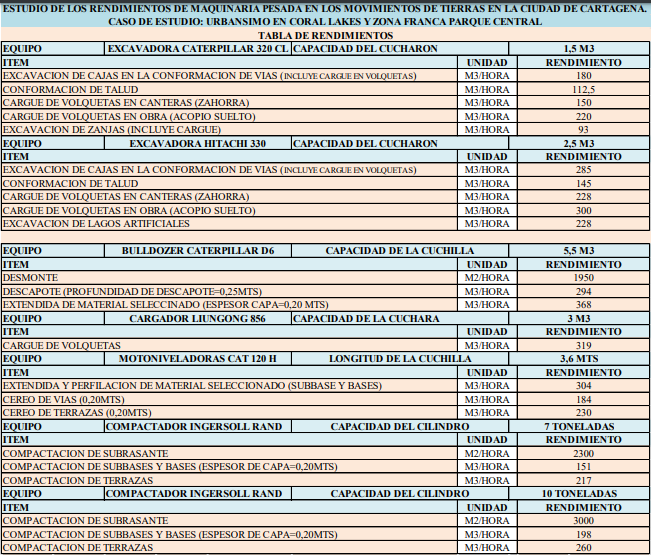 ESTUDIO DE LOS RENDIMIENTOS DE MAQUINARIA PESADA EN LOS MOVIMIENTOS DE TIERRAS EN LA CIUDAD DE CARTAGENA.
CASO DE ESTUDIO: URBANSIMO EN CORAL LAKES Y ZONA FRANCA PARQUE CENTRAL
TABLA DE RENDIMIENTOS
EQUIPO EXCAVADORA CATERPILLAR 320 CL CAPACIDAD DEL CUCHARON 1,5 M3
ITEM UNIDAD RENDIMIENTO
EXCAVACION DE CAJAS EN LA CONFORMACION DE VIAS (INCLUYE CARGUE EN VOLQUETAS) M3/HORA 180
CONFORMACION DE TALUD M3/HORA 112,5
CARGUE DE VOLQUETAS EN CANTERAS (ZAHORRA) M3/HORA 150
CARGUE DE VOLQUETAS EN OBRA (ACOPIO SUELTO) M3/HORA 220
EXCAVACION DE ZANJAS (INCLUYE CARGUE) M3/HORA 93
EQUIPO EXCAVADORA HITACHI 330 CAPACIDAD DEL CUCHARON 2,5 M3
ITEM UNIDAD RENDIMIENTO
EXCAVACION DE CAJAS EN LA CONFORMACION DE VIAS (INCLUYE CARGUE EN VOLQUETAS) M3/HORA 285
CONFORMACION DE TALUD M3/HORA 145
CARGUE DE VOLQUETAS EN CANTERAS (ZAHORRA) M3/HORA 228
CARGUE DE VOLQUETAS EN OBRA (ACOPIO SUELTO) M3/HORA 300
EXCAVACION DE LAGOS ARTIFICIALES M3/HORA 228
EQUIPO BULLDOZER CATERPILLAR D6 CAPACIDAD DE LA CUCHILLA 5,5 M3
ITEM UNIDAD RENDIMIENTO
DESMONTE M2/HORA 1950
DESCAPOTE (PROFUNDIDAD DE DESCAPOTE=0,25MTS) M3/HORA 294
EXTENDIDA DE MATERIAL SELECCINADO (ESPESOR CAPA=0,20 MTS) M3/HORA 368
EQUIPO CARGADOR LIUNGONG 856 CAPACIDAD DE LA CUCHARA 3 M3
ITEM UNIDAD RENDIMIENTO
CARGUE DE VOLQUETAS M3/HORA 319
EQUIPO MOTONIVELADORAS CAT 120 H LONGITUD DE LA CUCHILLA 3,6 MTS
ITEM UNIDAD RENDIMIENTO
EXTENDIDA Y PERFILACION DE MATERIAL SELECCIONADO (SUBBASE Y BASES) M3/HORA 304
CEREO DE VIAS (0,20MTS) M3/HORA 184
CEREO DE TERRAZAS (0,20MTS) M3/HORA 230
EQUIPO COMPACTADOR INGERSOLL RAND CAPACIDAD DEL CILINDRO 7 TONELADAS
ITEM UNIDAD RENDIMIENTO
COMPACTACION DE SUBRASANTE M2/HORA 2300
COMPACTACION DE SUBBASES Y BASES (ESPESOR DE CAPA=0,20MTS) M3/HORA 151
COMPACTACION DE TERRAZAS M3/HORA 217
EQUIPO COMPACTADOR INGERSOLL RAND CAPACIDAD DEL CILINDRO 10 TONELADAS
ITEM UNIDAD RENDIMIENTO
COMPACTACION DE SUBRASANTE M2/HORA 3000
COMPACTACION DE SUBBASES Y BASES (ESPESOR DE CAPA=0,20MTS) M3/HORA 198
COMPACTACION DE TERRAZAS M3/HORA 260